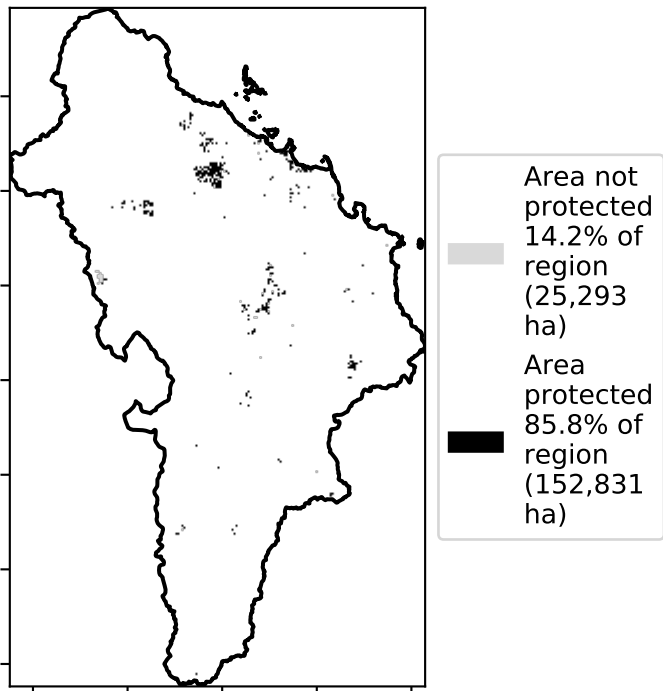 Area not
protected
14.2% of
region
(25,293
ha)
Area
protected
85.8% of
region
(152,831
ha)